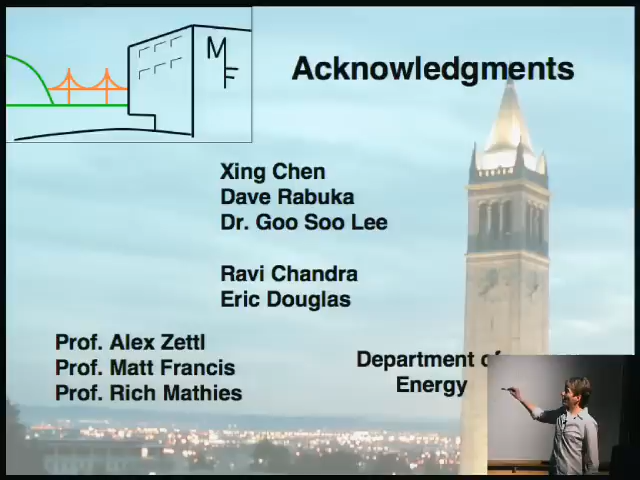 MF
Acknowledgments
Xing Chen
Dave Rabuka
Dr. Goo Soo Lee
Ravi Chandra
Eric Douglas
Prof. Alex Zettl
Prof. Matt Francis
Prof. Rich Mathies
Department of
Energy